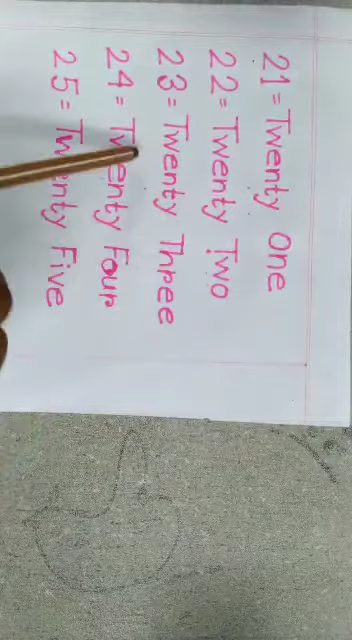 21 = Twenty One
22 = Twenty Two
23 = Twenty Three
24 = Twenty Four
25 = Twenty Five